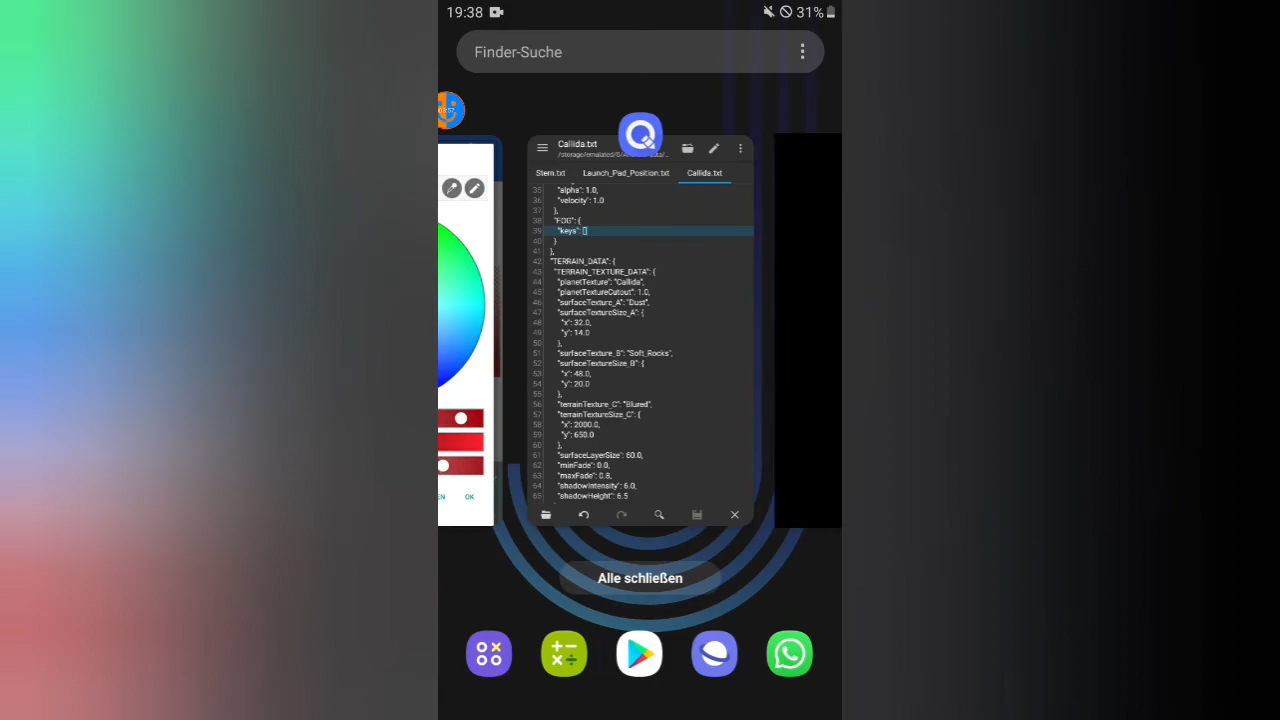 19:38
31%
Finder-Suche
Callida.txt
Stern.txt Launch_Pad_Position.txt Callida.txt
35 "alpha": 1.0,
36 "velocity": 1.0
37 },
38 "FOG": {
39 "keys": []
40 }
41 },
42 "TERRAIN_DATA": {
43 "TERRAIN_TEXTURE_DATA": {
44 "planetTexture": "Callida",
45 "planetTextureCutout": 1.0,
46 "surfaceTexture_A": "Dust",
47 "surfaceTextureSize_A": {
48 "x": 32.0,
49 "y": 14.0
50 },
51 "surfaceTexture_B": "Soft_Rocks",
52 "surfaceTextureSize_B": {
53 "x": 48.0,
54 "y": 20.0
55 },
56 "terrainTexture_C": "Blured",
57 "terrainTextureSize_C": {
58 "x": 2000.0,
59 "y": 650.0
60 },
61 "surfaceLayerSize": 60.0,
62 "minFade": 0.0,
63 "maxFade": 0.8,
64 "shadowIntensity": 6.0,
65 "shadowHeight": 6.5
EN OK
Alle schließen